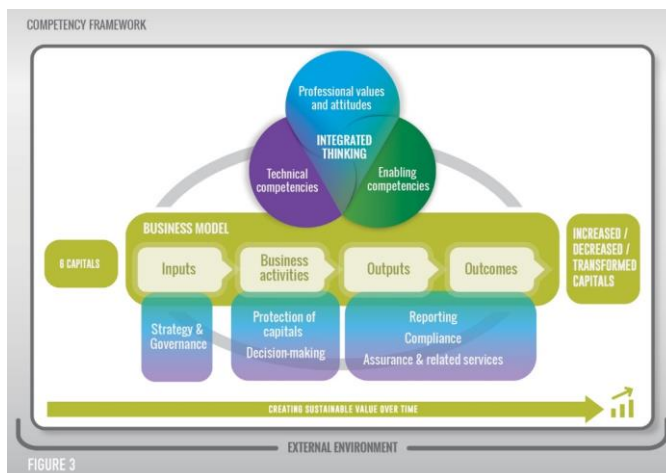 COMPETENCY FRAMEWORK
Professional values
and attitudes
INTEGRATED
THINKING
Technical
competencies
Enabling
competencies
BUSINESS MODEL
6 CAPITALS
Inputs
Business
activities
Outputs
Outcomes
INCREASED /
DECREASED /
TRANSFORMED
CAPITALS
Strategy &
Governance
Protection of
capitals
Decision-making
Reporting
Compliance
Assurance & related services
CREATING SUSTAINABLE VALUE OVER TIME
EXTERNAL ENVIRONMENT
FIGURE 3